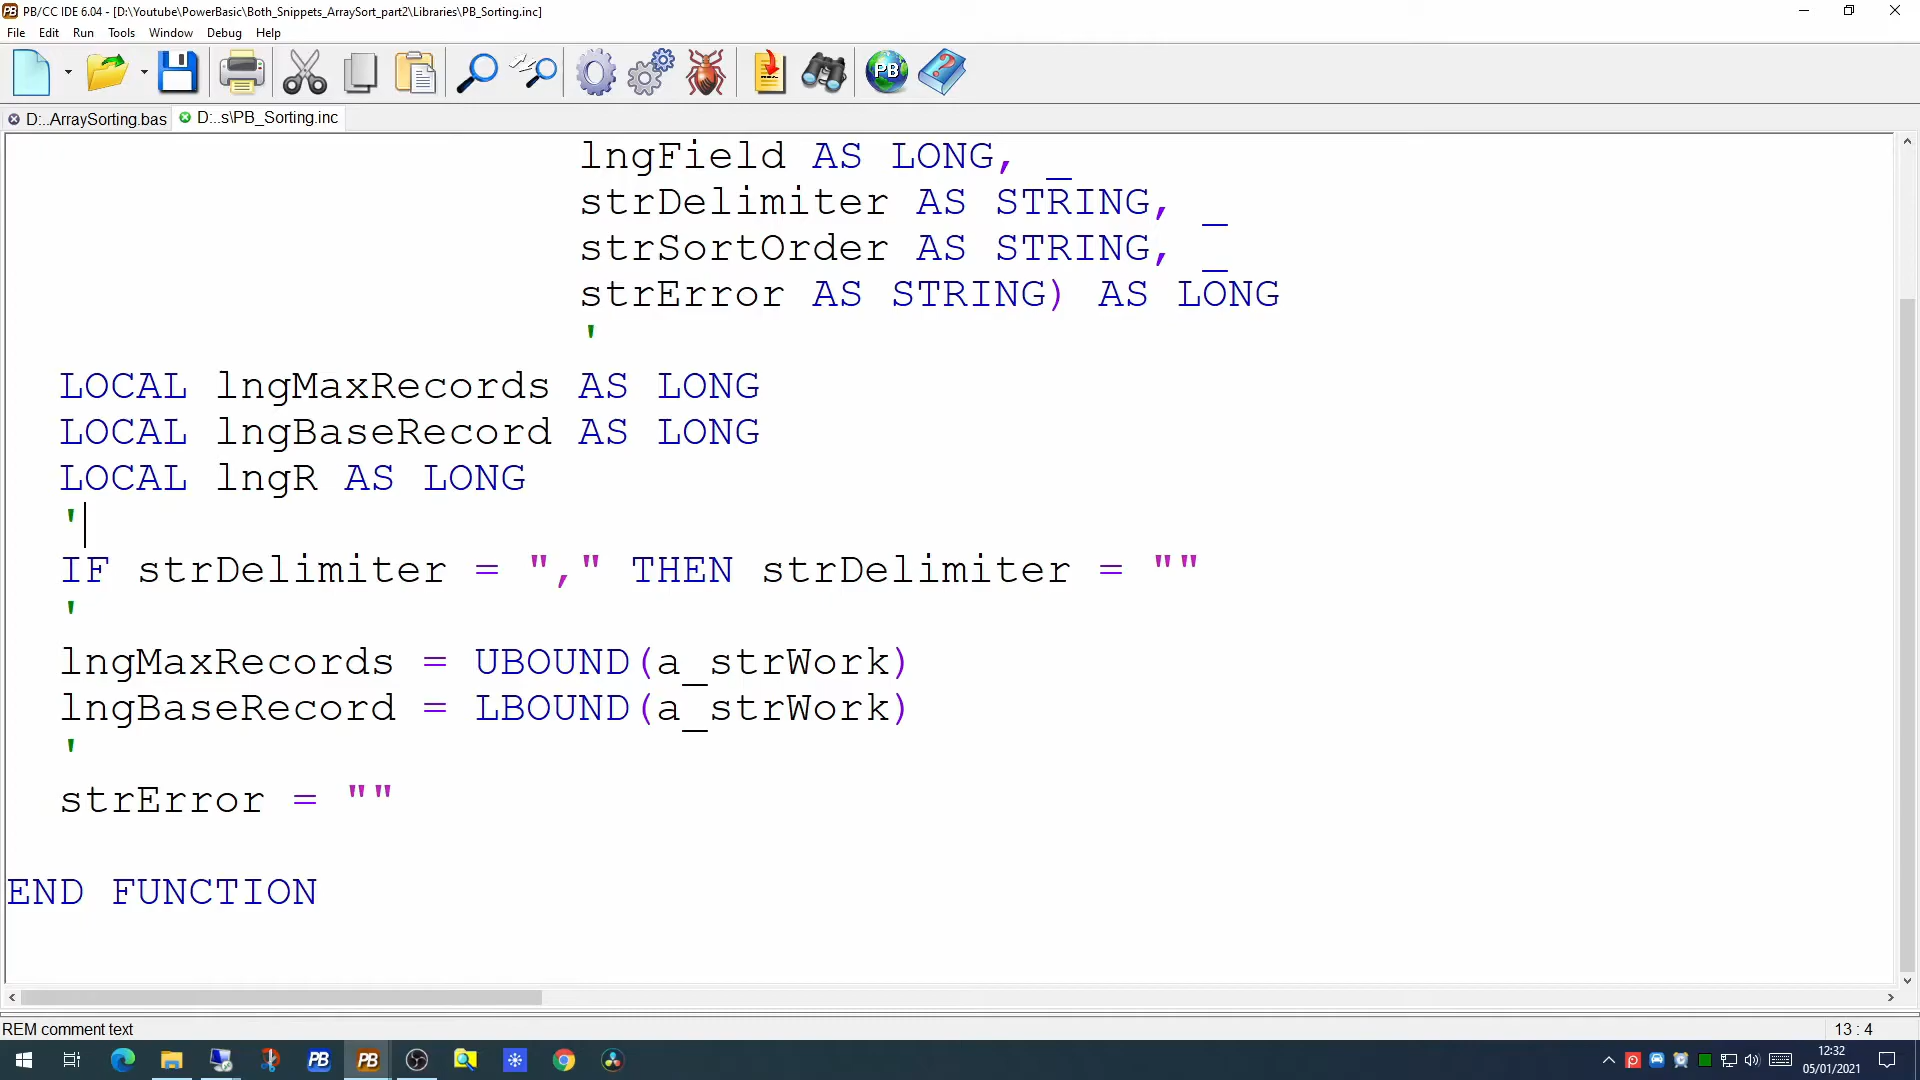 PB/CC IDE 6.04 - [D:\Youtube\PowerBasic\Both_Snippets_ArraySort_part2\Libraries\PB_Sorting.inc]
File Edit Run Tools Window Debug Help
PB
D:..ArraySorting.bas D:..s\PB_Sorting.inc
lngField AS LONG, _
strDelimiter AS STRING, _
strSortOrder AS STRING, _
strError AS STRING) AS LONG
'
LOCAL lngMaxRecords AS LONG
LOCAL lngBaseRecord AS LONG
LOCAL lngR AS LONG
'
IF strDelimiter = "," THEN strDelimiter = ""
'
lngMaxRecords = UBOUND(a_strWork)
lngBaseRecord = LBOUND(a_strWork)
'
strError = ""
END FUNCTION
REM comment text 13 : 4
PB PB
12:32
05/01/2021